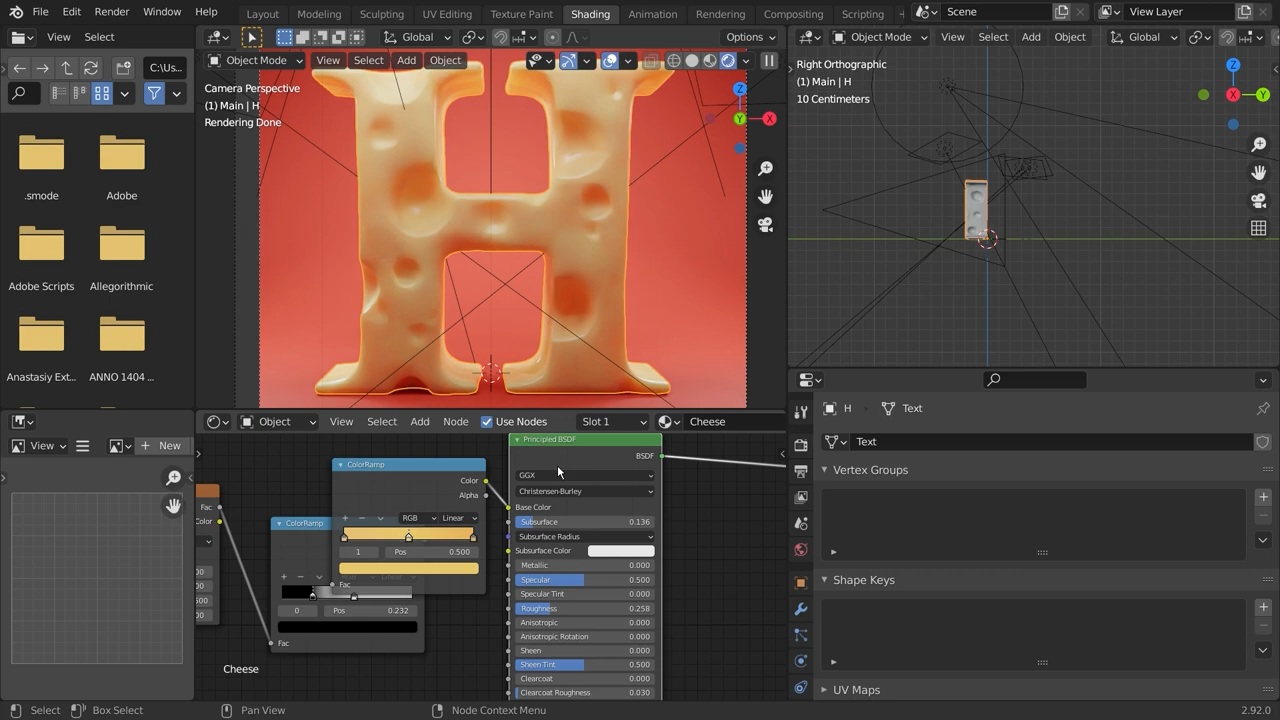 File Edit Render Window Help
Layout Modeling Sculpting UV Editing Texture Paint Shading Animation Rendering Compositing Scripting
Scene
View Layer
View Select
C:\Us...
.smode
Adobe
Adobe Scripts
Allegorithmic
Anastasiy Ext...
ANNO 1404 ...
View
New
Global
Options
Object Mode
View Select Add Object
Camera Perspective
(1) Main | H
Rendering Done
Z
Y
X
Object
View Select Add Node
Use Nodes
Slot 1
Cheese
Fac
Color
ColorRamp
Color
Alpha
RGB
Linear
1
Pos
0.500
Fac
ColorRamp
0
Pos
0.232
Fac
Cheese
Principled BSDF
BSDF
GGX
Christensen-Burley
Base Color
Subsurface 0.136
Subsurface Radius
Subsurface Color
Metallic 0.000
Specular 0.500
Specular Tint 0.000
Roughness 0.258
Anisotropic 0.000
Anisotropic Rotation 0.000
Sheen 0.000
Sheen Tint 0.500
Clearcoat 0.000
Clearcoat Roughness 0.030
Object Mode
View Select Add Object
Global
Right Orthographic
(1) Main | H
10 Centimeters
Z
X
Y
H
Text
Text
Vertex Groups
Shape Keys
UV Maps
Select
Box Select
Pan View
Node Context Menu
2.92.0